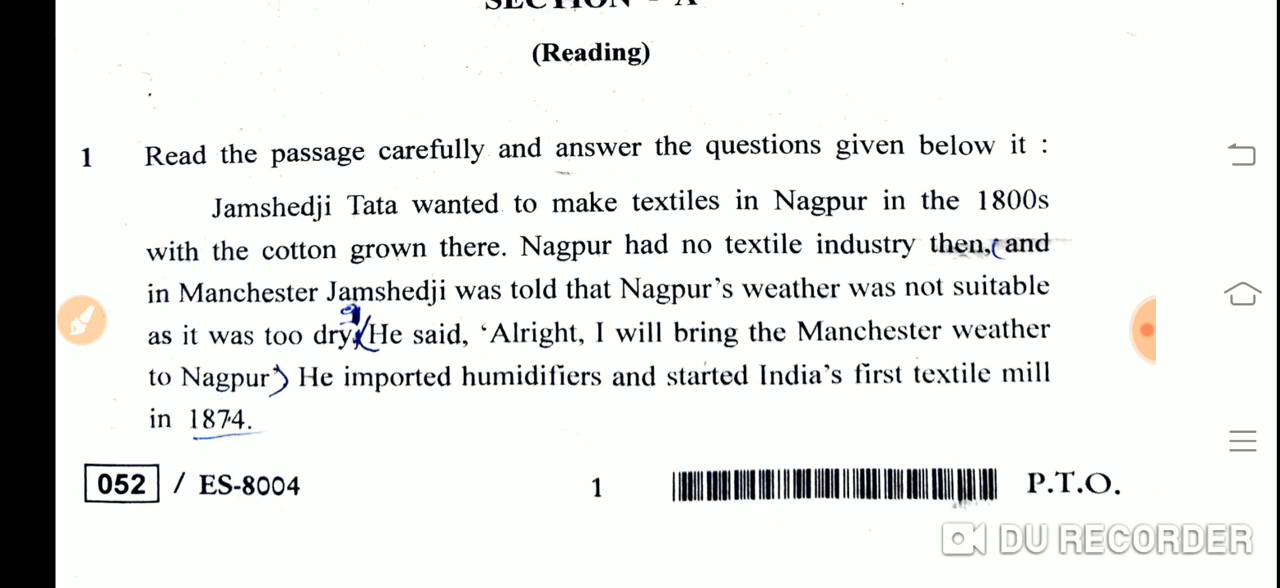 SECTION - A
(Reading)
1 Read the passage carefully and answer the questions given below it :
Jamshedji Tata wanted to make textiles in Nagpur in the 1800s
with the cotton grown there. Nagpur had no textile industry then, and
in Manchester Jamshedji was told that Nagpur's weather was not suitable
as it was too dry. He said, 'Alright, I will bring the Manchester weather
to Nagpur'. He imported humidifiers and started India's first textile mill
in 1874.
052 / ES-8004 1 P.T.O.
DU RECORDER